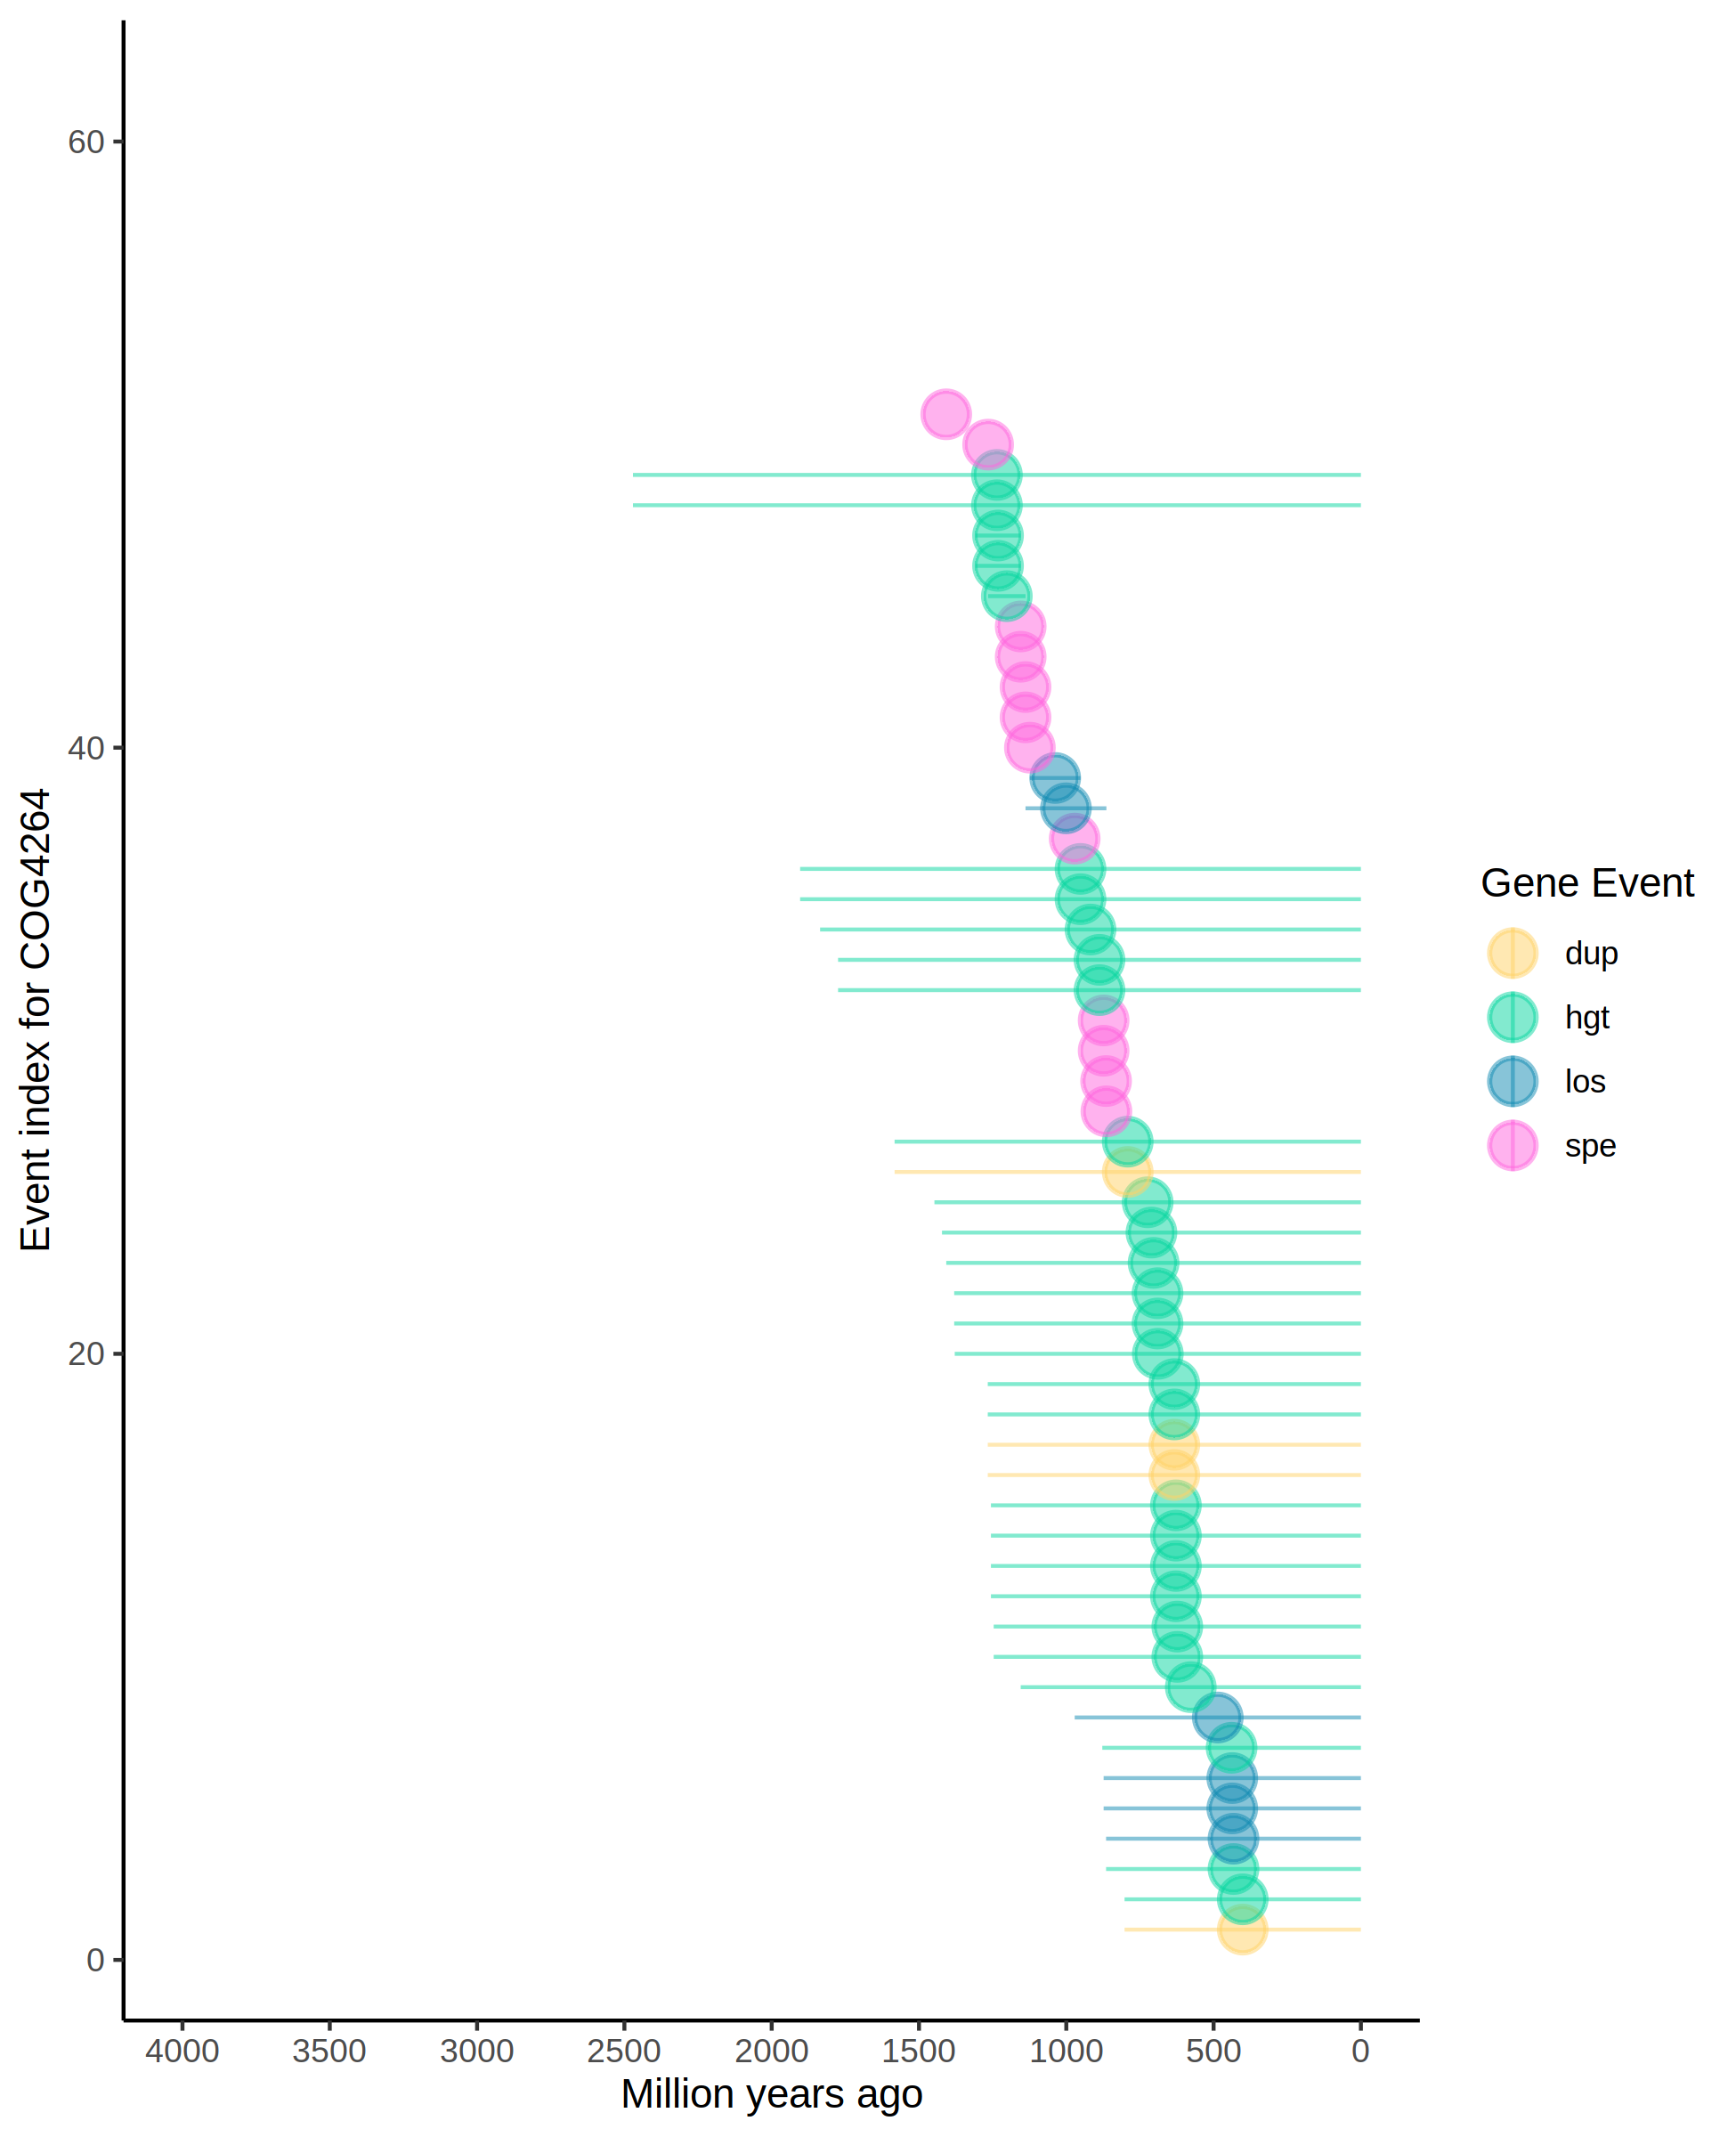 60
40
20
0
Event index for COG4264
4000 3500 3000 2500 2000 1500 1000 500 0
Million years ago
Gene Event
dup
hgt
los
spe